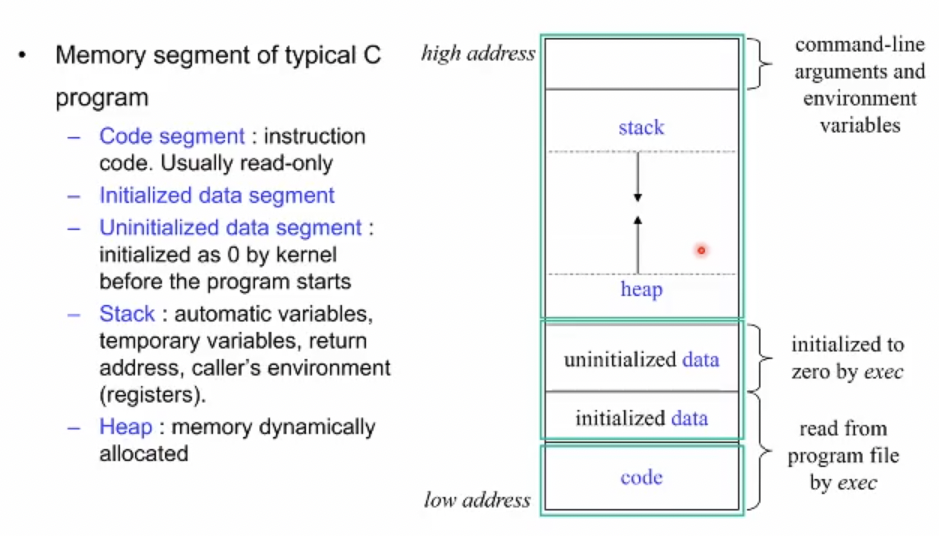 • Memory segment of typical C
program
– Code segment : instruction
code. Usually read-only
– Initialized data segment
– Uninitialized data segment :
initialized as 0 by kernel
before the program starts
– Stack : automatic variables,
temporary variables, return
address, caller's environment
(registers).
– Heap : memory dynamically
allocated
high address
command-line
arguments and
environment
variables
stack
heap
uninitialized data
initialized to
zero by exec
initialized data
read from
program file
by exec
code
low address